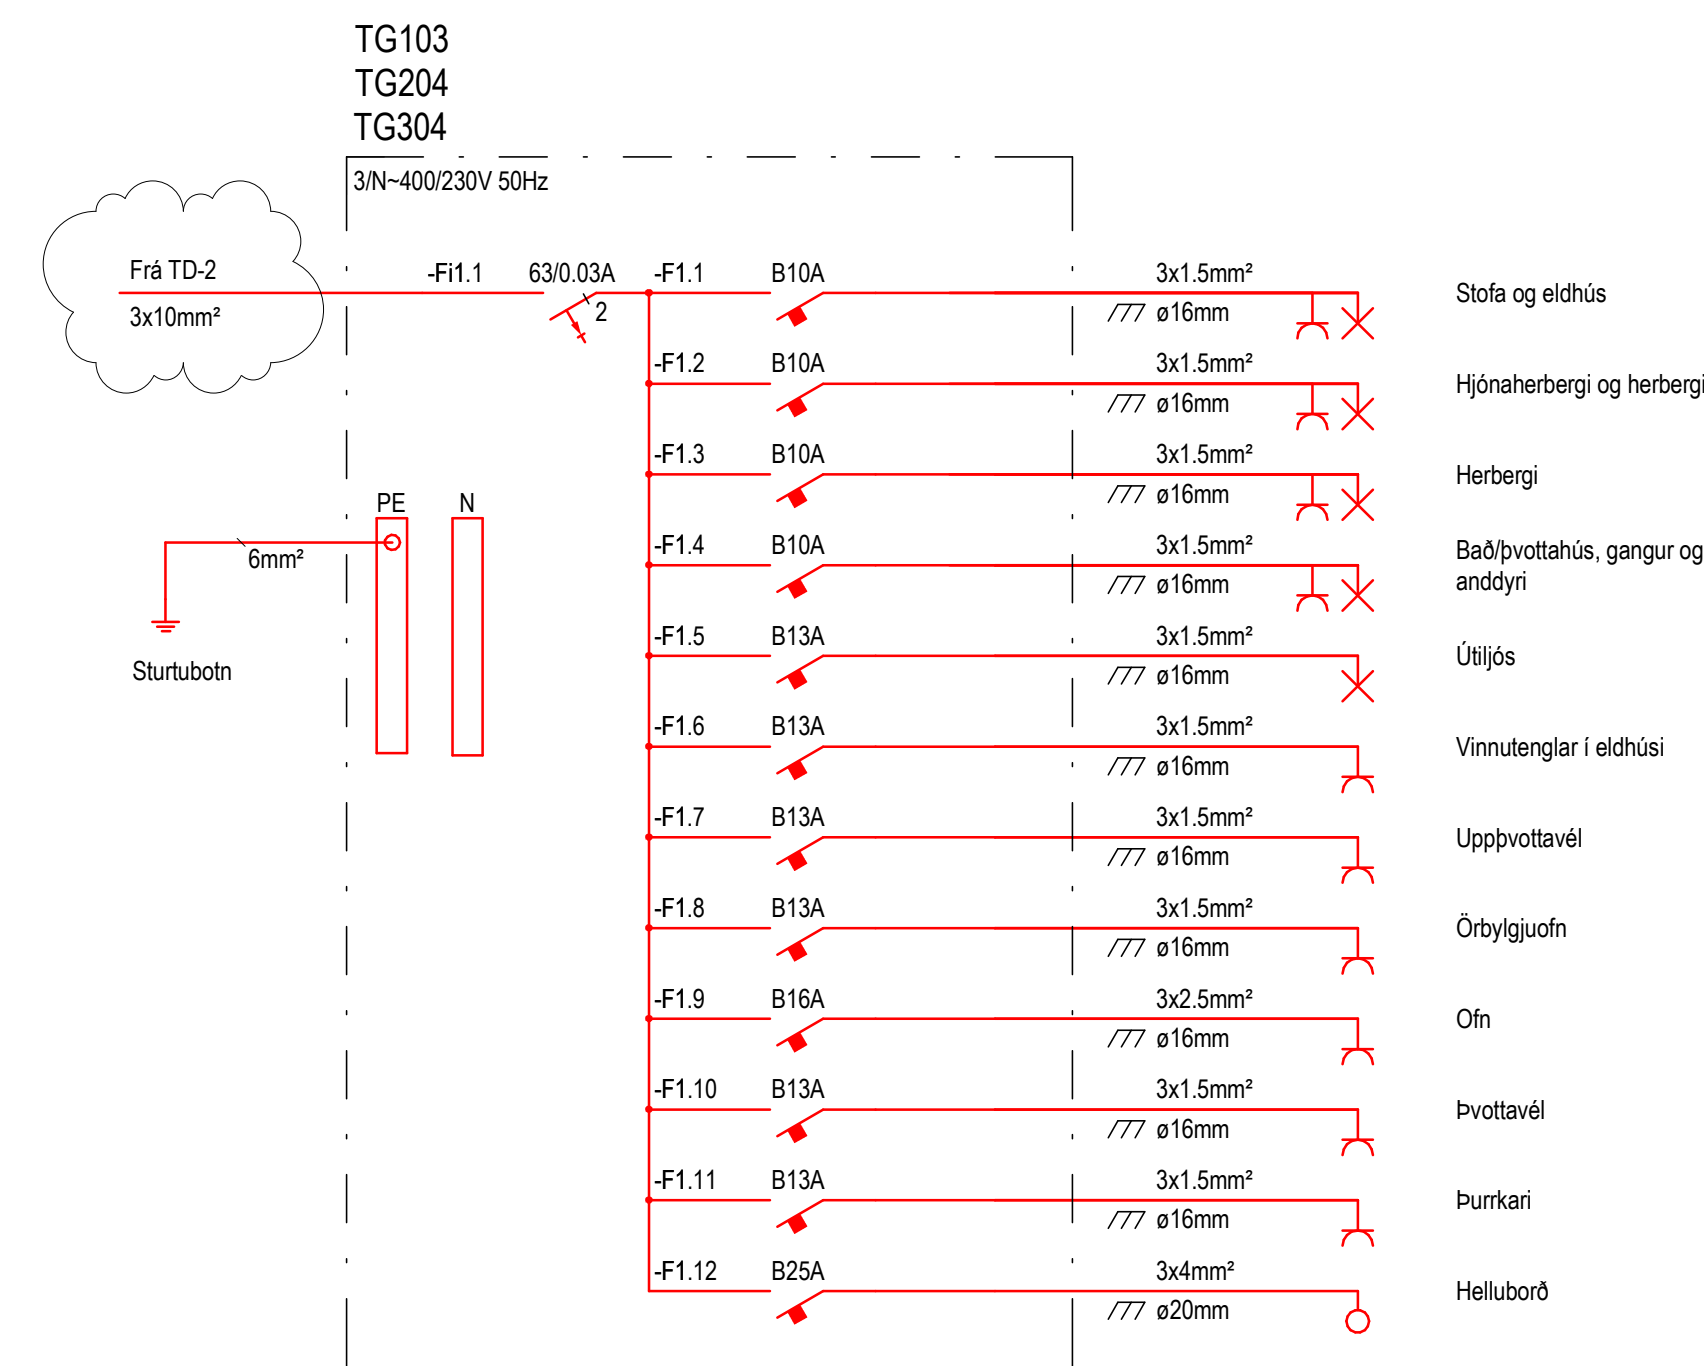 TG103
TG204
TG304
3/N~400/230V 50Hz
Frá TD-2
3x10mm²
-Fi1.1
63/0.03A
2
-F1.1 B10A 3x1.5mm²
ø16mm
Stofa og eldhús
-F1.2 B10A 3x1.5mm²
ø16mm
Hjónaherbergi og herbergi
-F1.3 B10A 3x1.5mm²
ø16mm
Herbergi
PE N
6mm²
Sturtubotn
-F1.4 B10A 3x1.5mm²
ø16mm
Bað/þvottahús, gangur og
anddyri
-F1.5 B13A 3x1.5mm²
ø16mm
Útiljós
-F1.6 B13A 3x1.5mm²
ø16mm
Vinnutenglar í eldhúsi
-F1.7 B13A 3x1.5mm²
ø16mm
Uppþvottavél
-F1.8 B13A 3x1.5mm²
ø16mm
Örbylgjuofn
-F1.9 B16A 3x2.5mm²
ø16mm
Ofn
-F1.10 B13A 3x1.5mm²
ø16mm
Þvottavél
-F1.11 B13A 3x1.5mm²
ø16mm
Þurrkari
-F1.12 B25A 3x4mm²
ø20mm
Helluborð